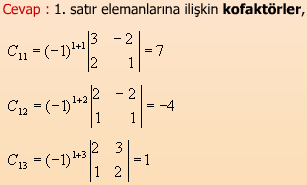 Cevap : 1. satır elemanlarına ilişkin kofaktörler,
C₁₁ = (−1)¹⁺¹ |3 −2; 2 1| = 7
C₁₂ = (−1)¹⁺² |2 −2; 1 1| = −4
C₁₃ = (−1)¹⁺³ |2 3; 1 2| = 1